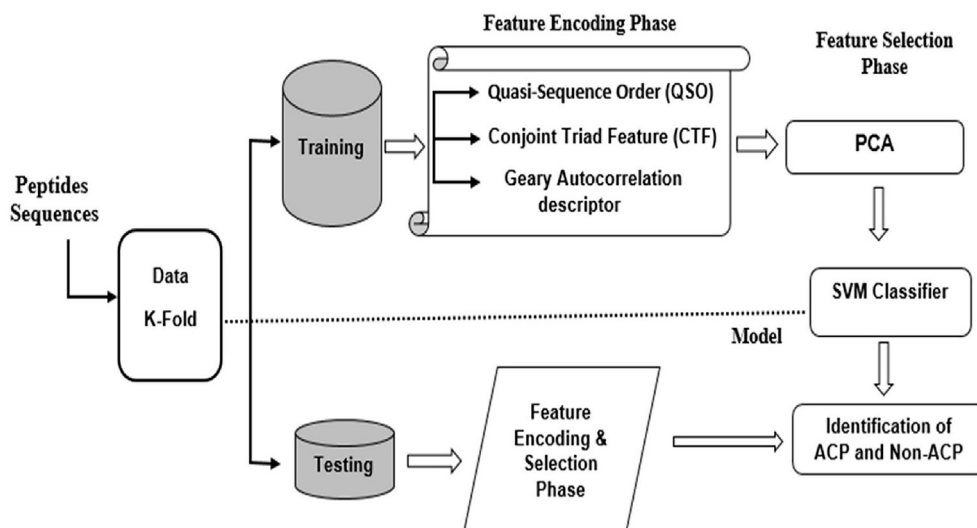 Feature Encoding Phase
Feature Selection
Phase
Quasi-Sequence Order (QSO)
Training
Conjoint Triad Feature (CTF)
PCA
Geary Autocorrelation
descriptor
Peptides
Sequences
Data
K-Fold
SVM Classifier
Model
Feature
Encoding &
Selection
Phase
Testing
Identification of
ACP and Non-ACP